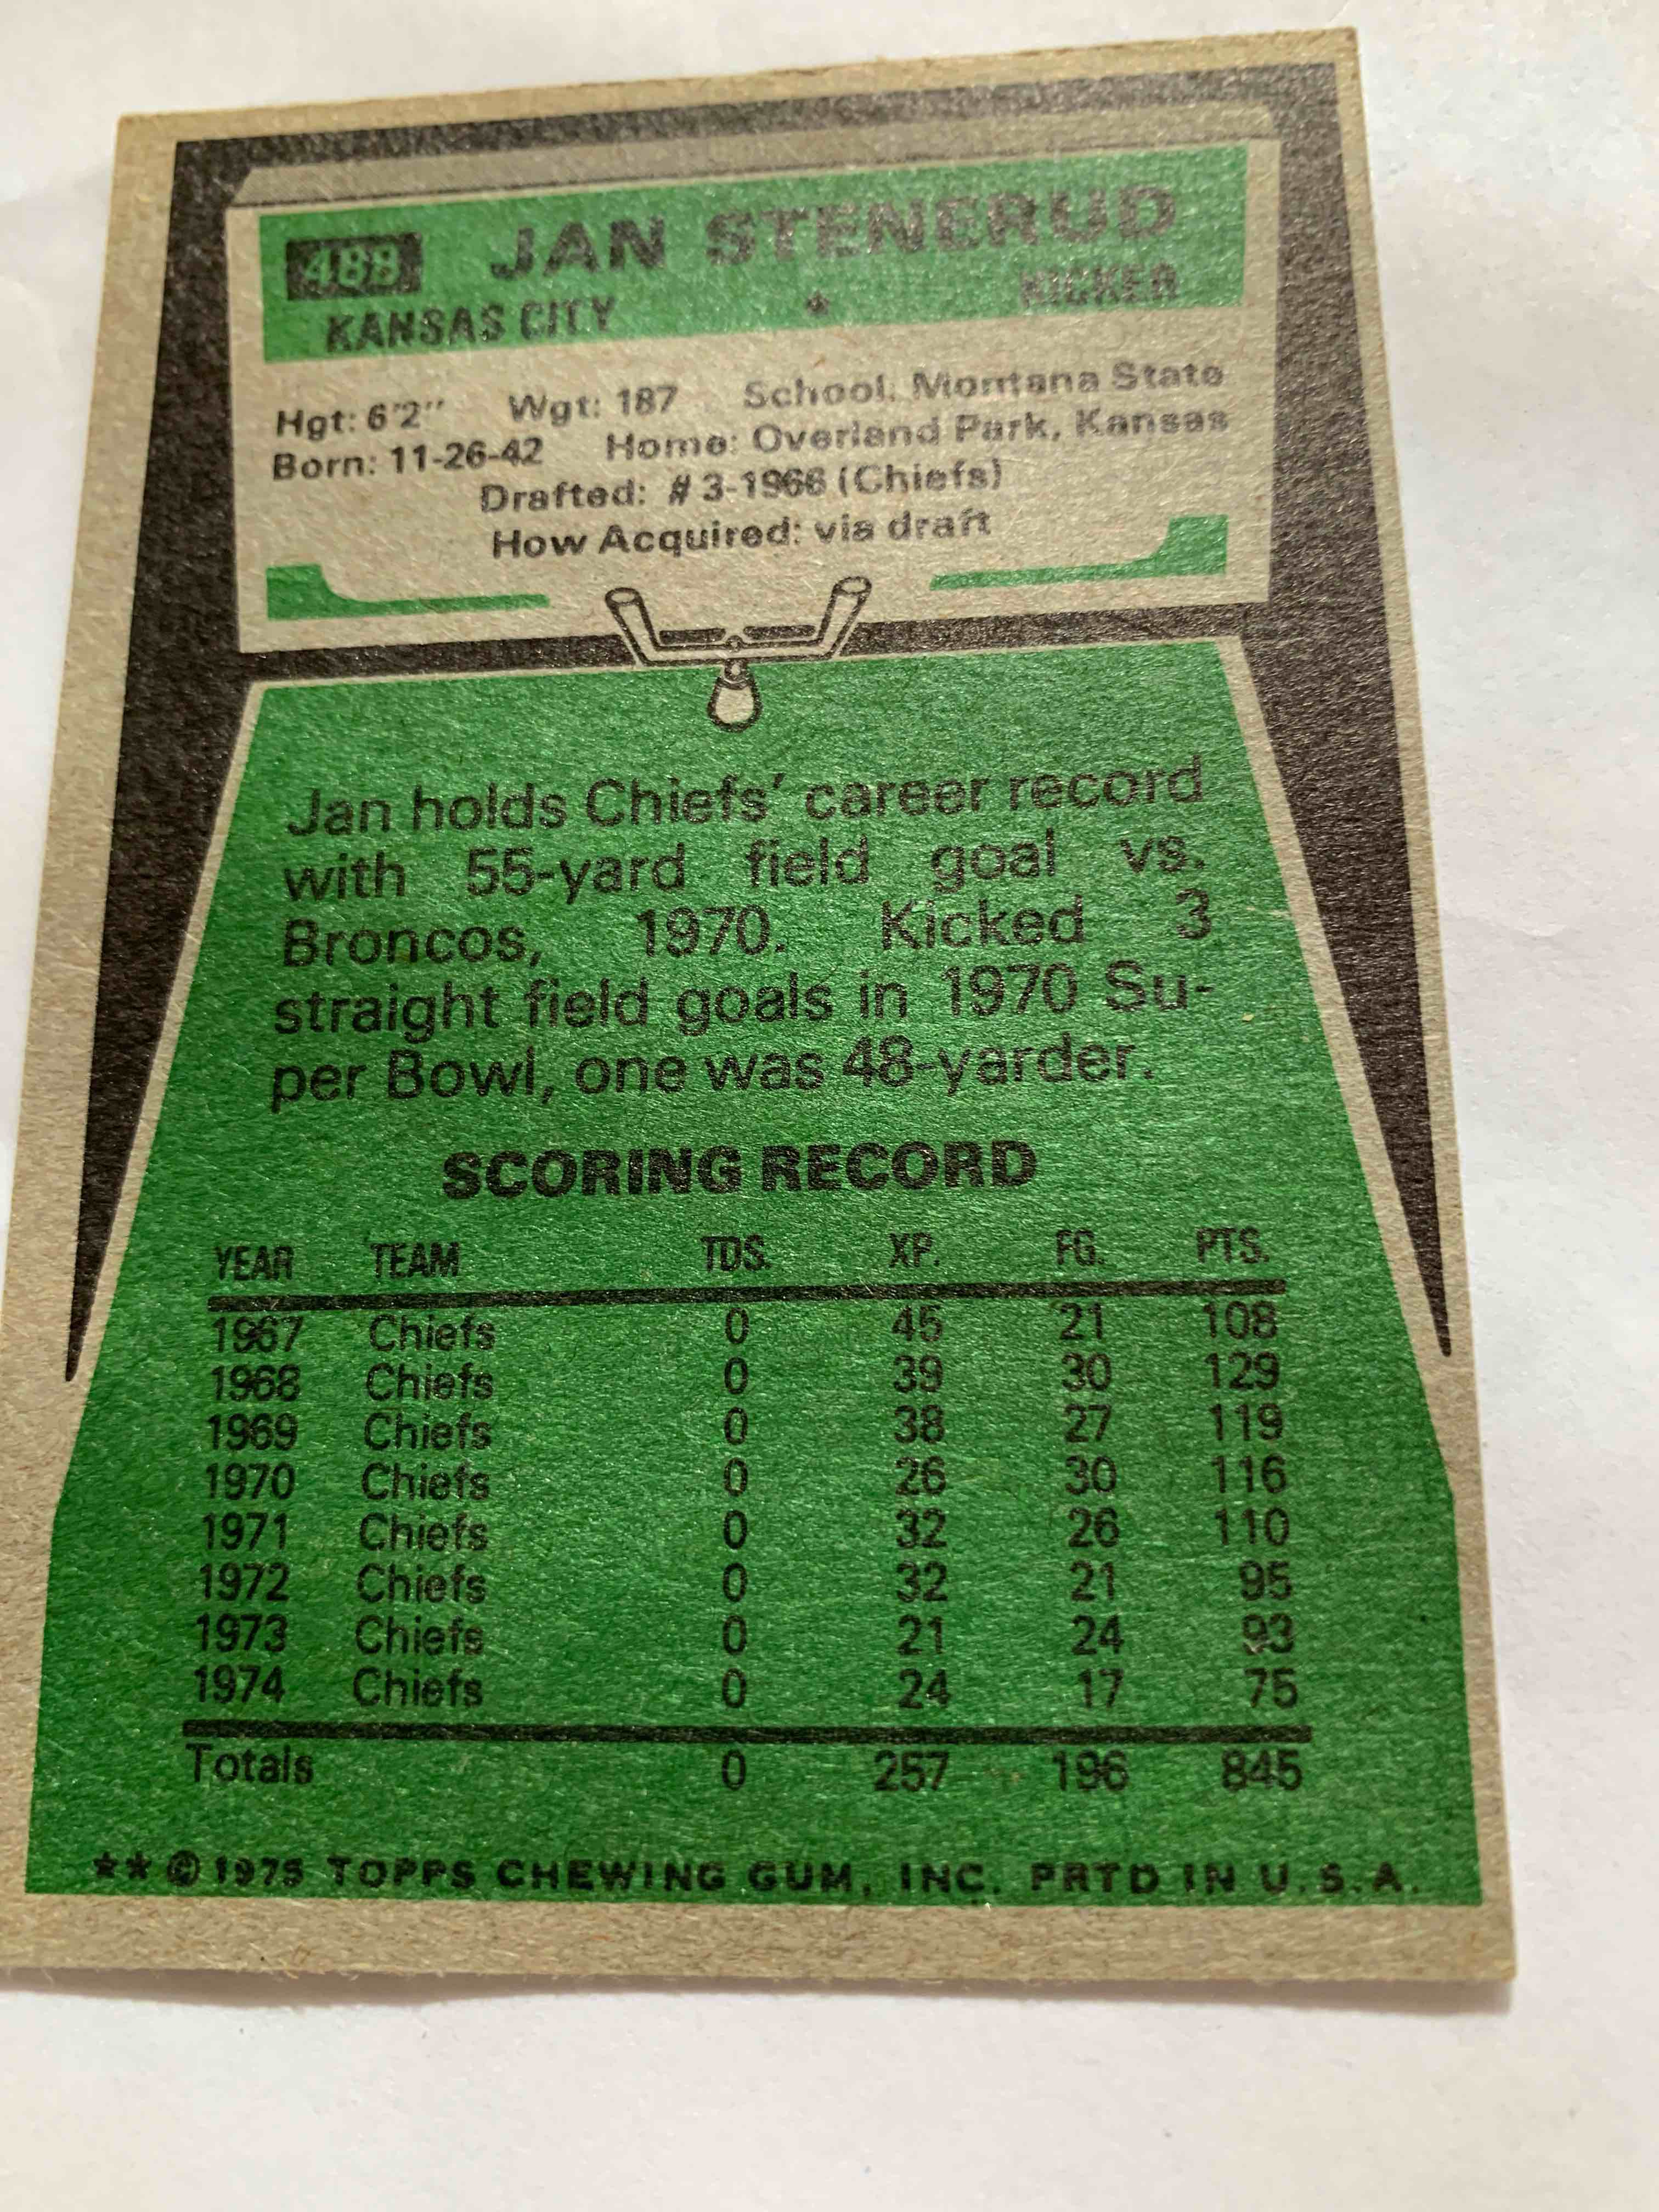 488 JAN STENERUD
KANSAS CITY ♦ KICKER
Hgt: 6'2" Wgt: 187 School: Montana State
Born: 11-26-42 Home: Overland Park, Kansas
Drafted: #3-1966 (Chiefs)
How Acquired: via draft
Jan holds Chiefs' career record
with 55-yard field goal vs.
Broncos, 1970. Kicked 3
straight field goals in 1970 Su-
per Bowl, one was 48-yarder.
SCORING RECORD
YEAR TEAM TDS. XP. FG. PTS.
1967 Chiefs 0 45 21 108
1968 Chiefs 0 39 30 129
1969 Chiefs 0 38 27 119
1970 Chiefs 0 26 30 116
1971 Chiefs 0 32 26 110
1972 Chiefs 0 32 21 95
1973 Chiefs 0 21 24 93
1974 Chiefs 0 24 17 75
Totals 0 257 196 845
★★ © 1975 TOPPS CHEWING GUM, INC. PRTD IN U.S.A.